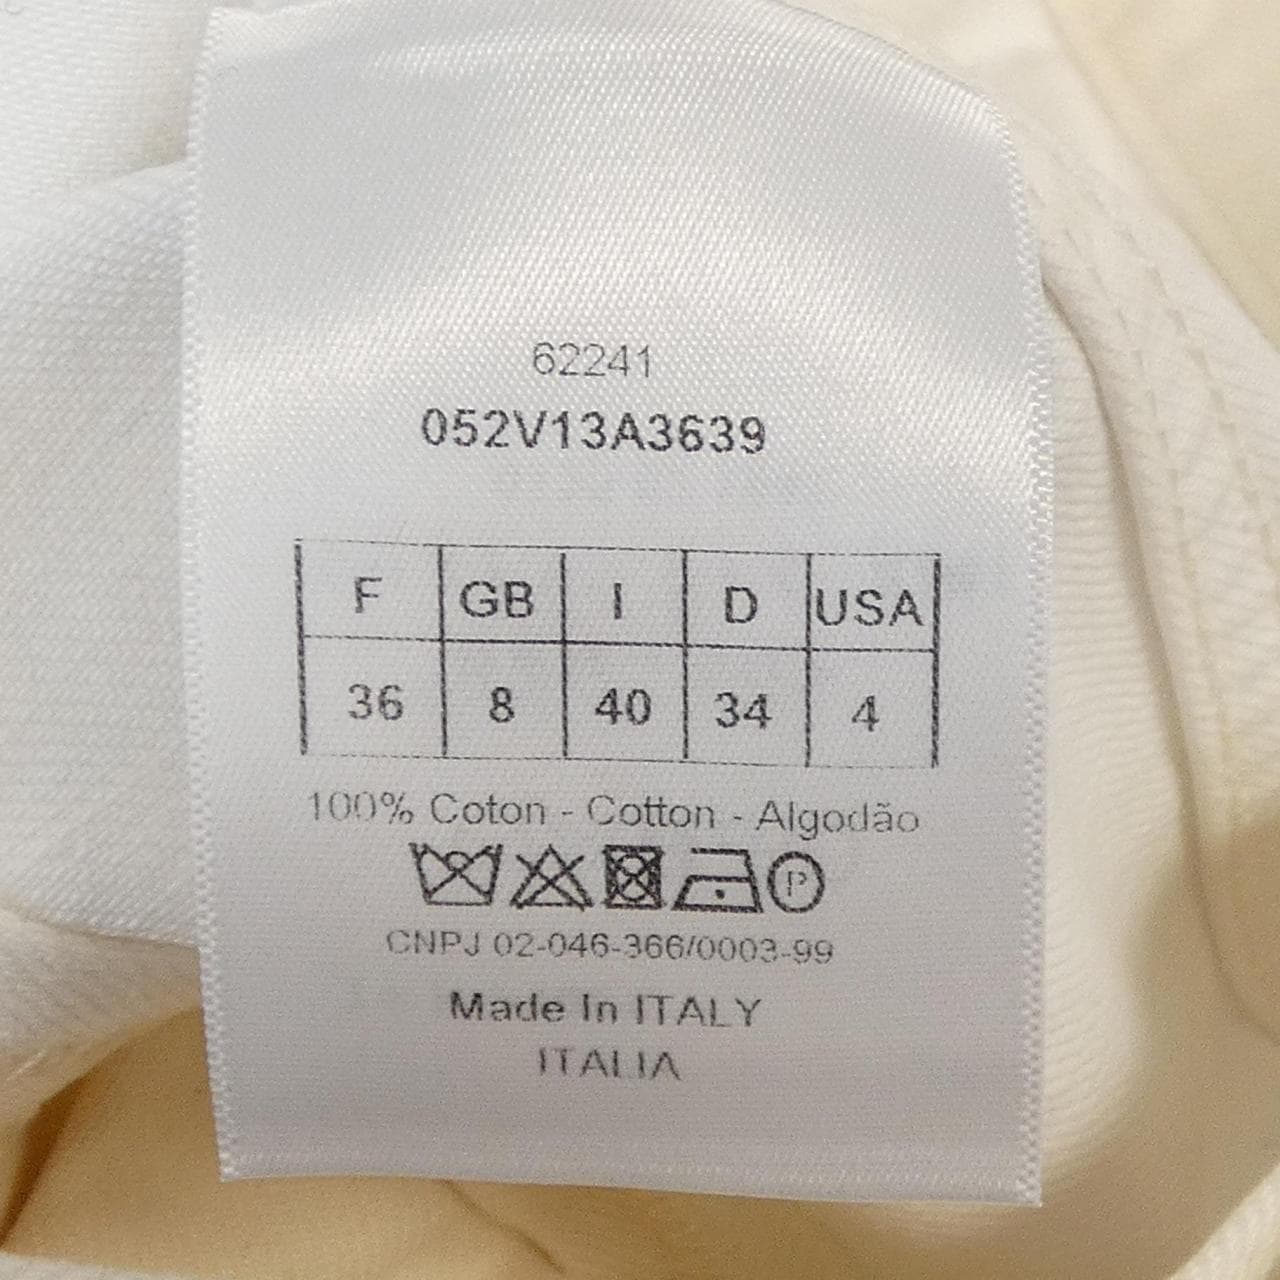 62241
052V13A3639
F GB I D USA
36 8 40 34 4
100% Coton - Cotton - Algodão
P
CNPJ 02-046-366/0003-99
Made In ITALY
ITALIA